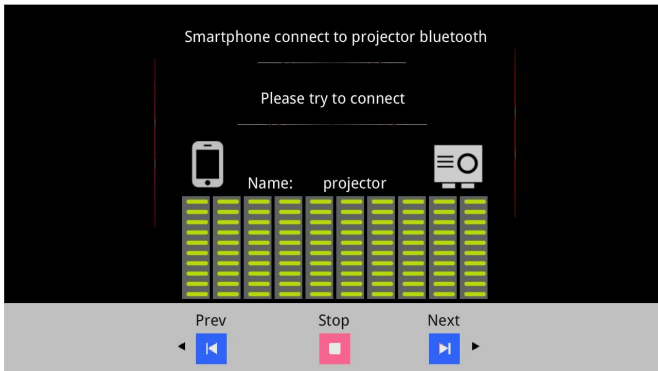 Smartphone connect to projector bluetooth
Please try to connect
Name: projector
Prev Stop Next